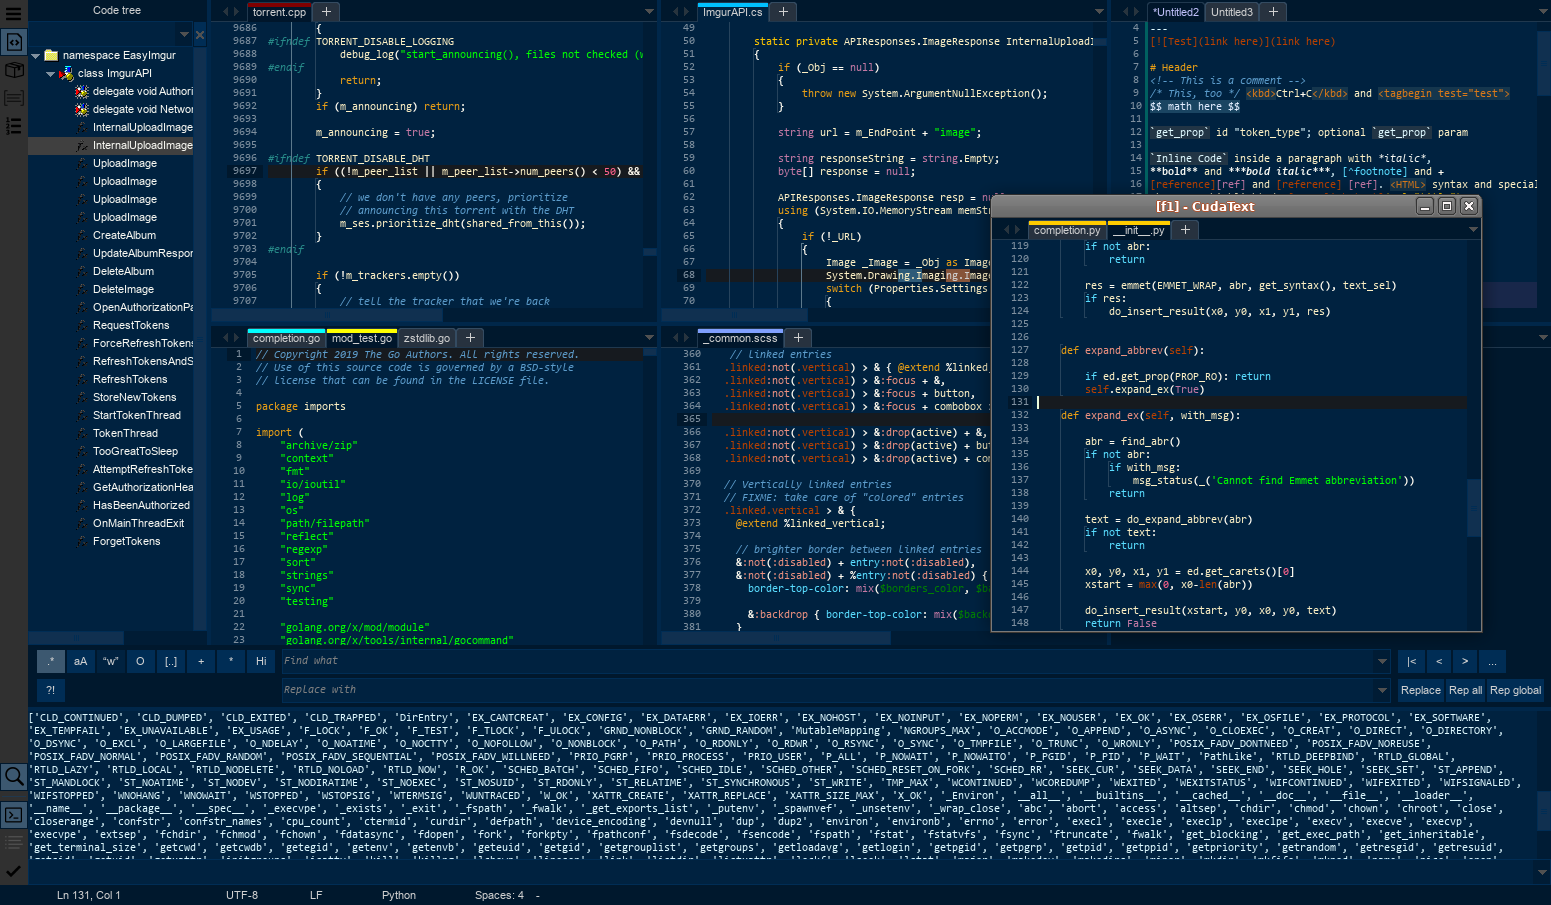 Code tree
namespace EasyImgur
class ImgurAPI
delegate void Authori
delegate void Networ
InternalUploadImage
InternalUploadImage
UploadImage
UploadImage
UploadImage
UploadImage
CreateAlbum
UpdateAlbumRespor
DeleteAlbum
DeleteImage
OpenAuthorizationPa
RequestTokens
ForceRefreshTokens
RefreshTokensAndS
RefreshTokens
StoreNewTokens
StartTokenThread
TokenThread
TooGreatToSleep
AttemptRefreshToke
GetAuthorizationHea
HasBeenAuthorized
OnMainThreadExit
ForgetTokens
torrent.cpp
9686 {
9687 #ifndef TORRENT_DISABLE_LOGGING
9688 debug_log("start_announcing(), files not checked (w
9689 #endif
9690 return;
9691 }
9692 if (m_announcing) return;
9693
9694 m_announcing = true;
9695
9696 #ifndef TORRENT_DISABLE_DHT
9697 if ((!m_peer_list || m_peer_list->num_peers() < 50) &&
9698 {
9699 // we don't have any peers, prioritize
9700 // announcing this torrent with the DHT
9701 m_ses.prioritize_dht(shared_from_this());
9702 }
9703 #endif
9704
9705 if (!m_trackers.empty())
9706 {
9707 // tell the tracker that we're back
ImgurAPI.cs
49
50 static private APIResponses.ImageResponse InternalUploadI
51 {
52 if (_Obj == null)
53 {
54 throw new System.ArgumentNullException();
55 }
56
57 string url = m_EndPoint + "image";
58
59 string responseString = string.Empty;
60 byte[] response = null;
61
62 APIResponses.ImageResponse resp = nu
63 using (System.IO.MemoryStream memStr
64 {
65 if (!_URL)
66 {
67 Image _Image = _Obj as Image
68 System.Drawing.Imaging.Image
69 switch (Properties.Settings
70 {
*Untitled2 Untitled3
4 ---
5 [![Test](link here)](link here)
6
7 # Header
8 <!-- This is a comment -->
9 /* This, too */ <kbd>Ctrl+C</kbd> and <tagbegin test="test">
10 $$ math here $$
11
12 `get_prop` id "token_type"; optional `get_prop` param
13
14 `Inline Code` inside a paragraph with *italic*,
15 **bold** and ***bold italic***, [^footnote] and +
16 [reference][ref] and [reference] [ref]. <HTML> syntax and special
completion.go mod_test.go zstdlib.go
1 // Copyright 2019 The Go Authors. All rights reserved.
2 // Use of this source code is governed by a BSD-style
3 // license that can be found in the LICENSE file.
4
5 package imports
6
7 import (
8 "archive/zip"
9 "context"
10 "fmt"
11 "io/ioutil"
12 "log"
13 "os"
14 "path/filepath"
15 "reflect"
16 "regexp"
17 "sort"
18 "strings"
19 "sync"
20 "testing"
21
22 "golang.org/x/mod/module"
23 "golang.org/x/tools/internal/gocommand"
_common.scss
360 // linked entries
361 .linked:not(.vertical) > & { @extend %linked_
362 .linked:not(.vertical) > &:focus + &,
363 .linked:not(.vertical) > &:focus + button,
364 .linked:not(.vertical) > &:focus + combobox
365
366 .linked:not(.vertical) > &:drop(active) + &,
367 .linked:not(.vertical) > &:drop(active) + but
368 .linked:not(.vertical) > &:drop(active) + com
369
370 // Vertically linked entries
371 // FIXME: take care of "colored" entries
372 .linked.vertical > & {
373 @extend %linked_vertical;
374
375 // brighter border between linked entries
376 &:not(:disabled) + entry:not(:disabled),
377 &:not(:disabled) + %entry:not(:disabled) {
378 border-top-color: mix($borders_color, $ba
379
380 &:backdrop { border-top-color: mix($back
381 }
[f1] - CudaText
completion.py __init__.py
119 if not abr:
120 return
121
122 res = emmet(EMMET_WRAP, abr, get_syntax(), text_sel)
123 if res:
124 do_insert_result(x0, y0, x1, y1, res)
125
126
127 def expand_abbrev(self):
128
129 if ed.get_prop(PROP_RO): return
130 self.expand_ex(True)
131
132 def expand_ex(self, with_msg):
133
134 abr = find_abr()
135 if not abr:
136 if with_msg:
137 msg_status(_('Cannot find Emmet abbreviation'))
138 return
139
140 text = do_expand_abbrev(abr)
141 if not text:
142 return
143
144 x0, y0, x1, y1 = ed.get_carets()[0]
145 xstart = max(0, x0-len(abr))
146
147 do_insert_result(xstart, y0, x0, y0, text)
148 return False
.* aA "w" O [..] + * Hi Find what |< < > ...
?! Replace with Replace Rep all Rep global
['CLD_CONTINUED', 'CLD_DUMPED', 'CLD_EXITED', 'CLD_TRAPPED', 'DirEntry', 'EX_CANTCREAT', 'EX_CONFIG', 'EX_DATAERR', 'EX_IOERR', 'EX_NOHOST', 'EX_NOINPUT', 'EX_NOPERM', 'EX_NOUSER', 'EX_OK', 'EX_OSERR', 'EX_OSFILE', 'EX_PROTOCOL', 'EX_SOFTWARE',
'EX_TEMPFAIL', 'EX_UNAVAILABLE', 'EX_USAGE', 'F_LOCK', 'F_OK', 'F_TEST', 'F_TLOCK', 'F_ULOCK', 'GRND_NONBLOCK', 'GRND_RANDOM', 'MutableMapping', 'NGROUPS_MAX', 'O_ACCMODE', 'O_APPEND', 'O_ASYNC', 'O_CLOEXEC', 'O_CREAT', 'O_DIRECT', 'O_DIRECTORY',
'O_DSYNC', 'O_EXCL', 'O_LARGEFILE', 'O_NDELAY', 'O_NOATIME', 'O_NOCTTY', 'O_NOFOLLOW', 'O_NONBLOCK', 'O_PATH', 'O_RDONLY', 'O_RDWR', 'O_RSYNC', 'O_SYNC', 'O_TMPFILE', 'O_TRUNC', 'O_WRONLY', 'POSIX_FADV_DONTNEED', 'POSIX_FADV_NOREUSE',
'POSIX_FADV_NORMAL', 'POSIX_FADV_RANDOM', 'POSIX_FADV_SEQUENTIAL', 'POSIX_FADV_WILLNEED', 'PRIO_PGRP', 'PRIO_PROCESS', 'PRIO_USER', 'P_ALL', 'P_NOWAIT', 'P_NOWAITO', 'P_PGID', 'P_PID', 'P_WAIT', 'PathLike', 'RTLD_DEEPBIND', 'RTLD_GLOBAL',
'RTLD_LAZY', 'RTLD_LOCAL', 'RTLD_NODELETE', 'RTLD_NOLOAD', 'RTLD_NOW', 'R_OK', 'SCHED_BATCH', 'SCHED_FIFO', 'SCHED_IDLE', 'SCHED_OTHER', 'SCHED_RESET_ON_FORK', 'SCHED_RR', 'SEEK_CUR', 'SEEK_DATA', 'SEEK_END', 'SEEK_HOLE', 'SEEK_SET', 'ST_APPEND',
'ST_MANDLOCK', 'ST_NOATIME', 'ST_NODEV', 'ST_NODIRATIME', 'ST_NOEXEC', 'ST_NOSUID', 'ST_RDONLY', 'ST_RELATIME', 'ST_SYNCHRONOUS', 'ST_WRITE', 'TMP_MAX', 'WCONTINUED', 'WCOREDUMP', 'WEXITED', 'WEXITSTATUS', 'WIFCONTINUED', 'WIFEXITED', 'WIFSIGNALED',
'WIFSTOPPED', 'WNOHANG', 'WNOWAIT', 'WSTOPPED', 'WSTOPSIG', 'WTERMSIG', 'WUNTRACED', 'W_OK', 'XATTR_CREATE', 'XATTR_REPLACE', 'XATTR_SIZE_MAX', 'X_OK', '_Environ', '__all__', '__builtins__', '__cached__', '__doc__', '__file__', '__loader__',
'__name__', '__package__', '__spec__', '_execvpe', '_exists', '_exit', '_fspath', '_fwalk', '_get_exports_list', '_putenv', '_spawnvef', '_unsetenv', '_wrap_close', 'abc', 'abort', 'access', 'altsep', 'chdir', 'chmod', 'chown', 'chroot', 'close',
'closerange', 'confstr', 'confstr_names', 'cpu_count', 'ctermid', 'curdir', 'defpath', 'device_encoding', 'devnull', 'dup', 'dup2', 'environ', 'environb', 'errno', 'error', 'execl', 'execle', 'execlp', 'execlpe', 'execv', 'execve', 'execvp',
'execvpe', 'extsep', 'fchdir', 'fchmod', 'fchown', 'fdatasync', 'fdopen', 'fork', 'forkpty', 'fpathconf', 'fsdecode', 'fsencode', 'fspath', 'fstat', 'fstatvfs', 'fsync', 'ftruncate', 'fwalk', 'get_blocking', 'get_exec_path', 'get_inheritable',
'get_terminal_size', 'getcwd', 'getcwdb', 'getegid', 'getenv', 'getenvb', 'geteuid', 'getgid', 'getgrouplist', 'getgroups', 'getloadavg', 'getlogin', 'getpgid', 'getpgrp', 'getpid', 'getppid', 'getpriority', 'getrandom', 'getresgid', 'getresuid',
Ln 131, Col 1 UTF-8 LF Python Spaces: 4 -